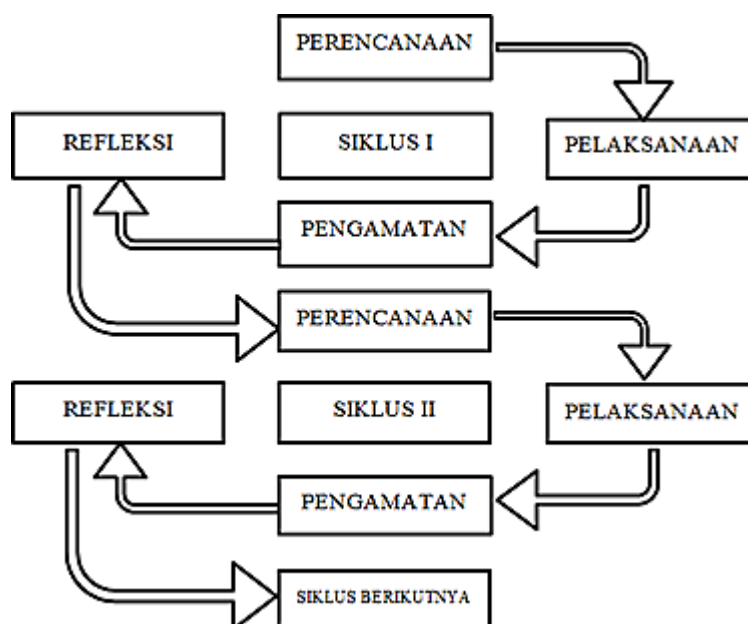 PERENCANAAN
REFLEKSI
SIKLUS I
PELAKSANAAN
PENGAMATAN
PERENCANAAN
REFLEKSI
SIKLUS II
PELAKSANAAN
PENGAMATAN
SIKLUS BERIKUTNYA